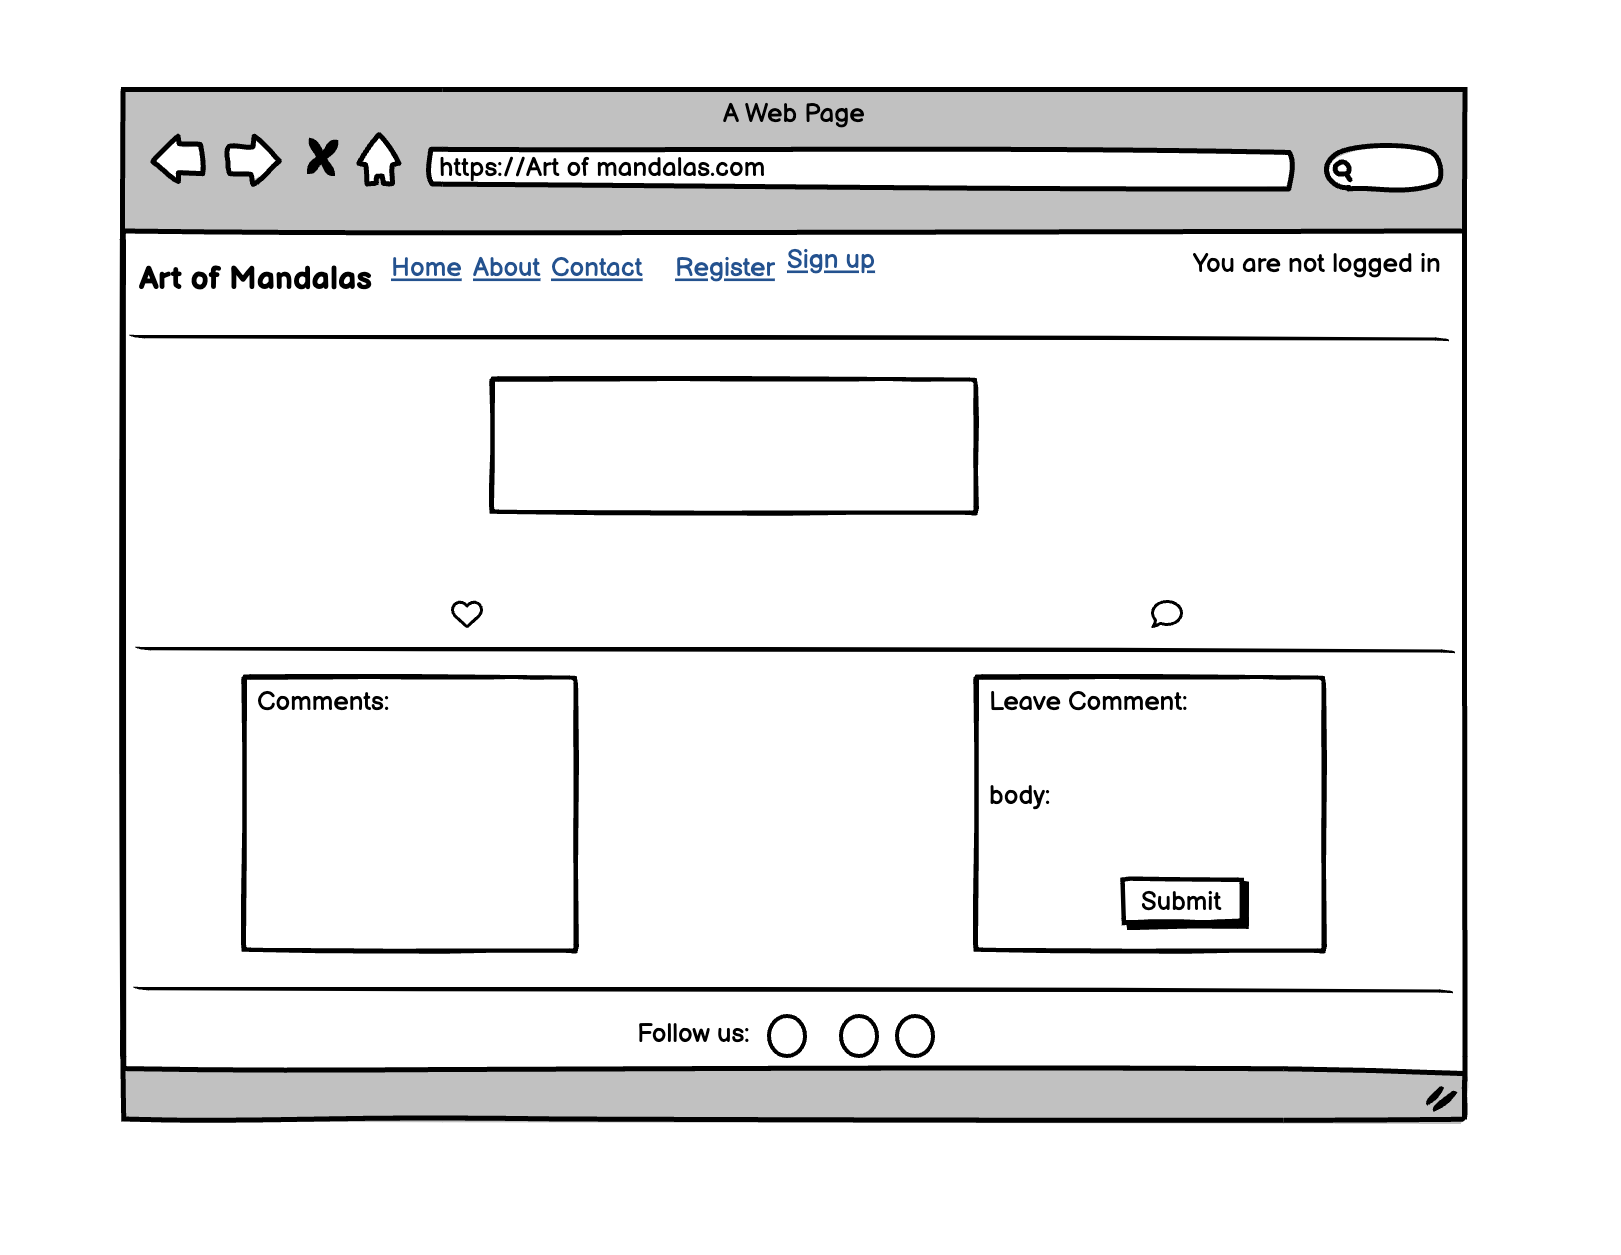 A Web Page
https://Art of mandalas.com
Art of Mandalas Home About Contact Register Sign up You are not logged in
Comments:
Leave Comment:
body:
Submit
Follow us: